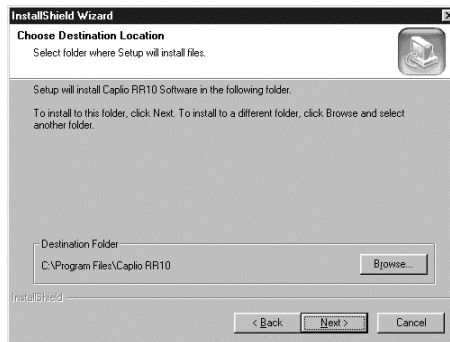 InstallShield Wizard
Choose Destination Location
Select folder where Setup will install files.
Setup will install Caplio RR10 Software in the following folder.
To install to this folder, click Next. To install to a different folder, click Browse and select
another folder.
Destination Folder
C:\Program Files\Caplio RR10
Browse...
InstallShield
< Back
Next >
Cancel